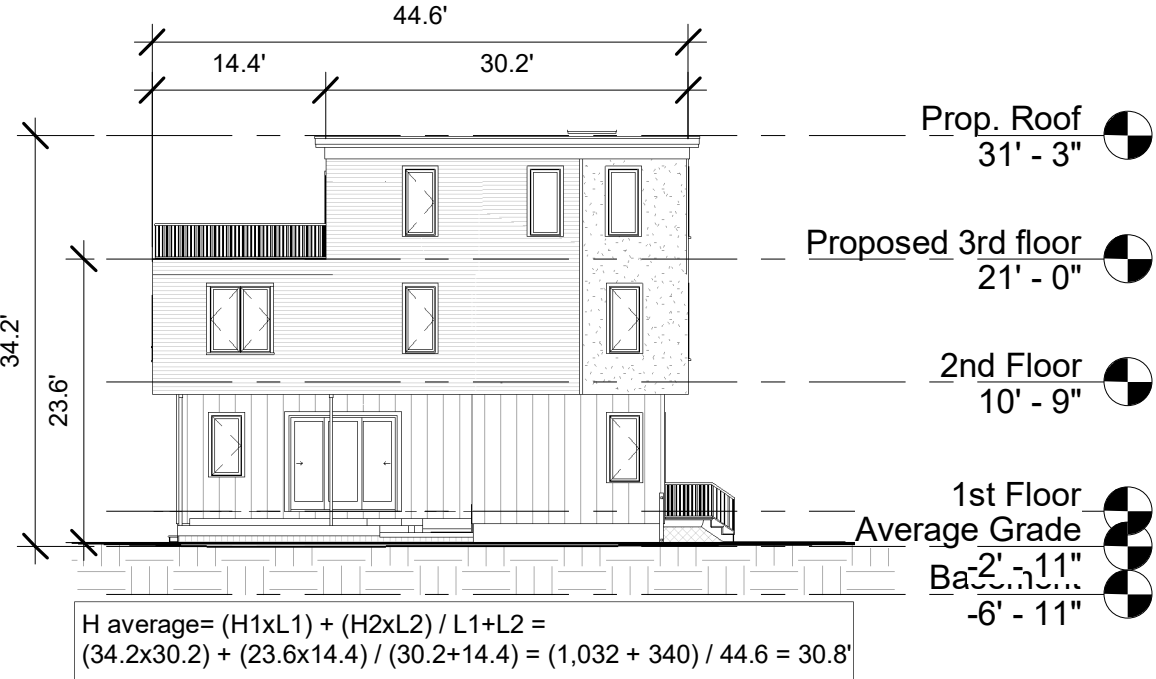 44.6'
14.4'
30.2'
34.2'
23.6'
Prop. Roof
31' - 3"
Proposed 3rd floor
21' - 0"
2nd Floor
10' - 9"
1st Floor
Average Grade
-2' - 11"
Basement
-6' - 11"
H average= (H1xL1) + (H2xL2) / L1+L2 =
(34.2x30.2) + (23.6x14.4) / (30.2+14.4) = (1,032 + 340) / 44.6 = 30.8'